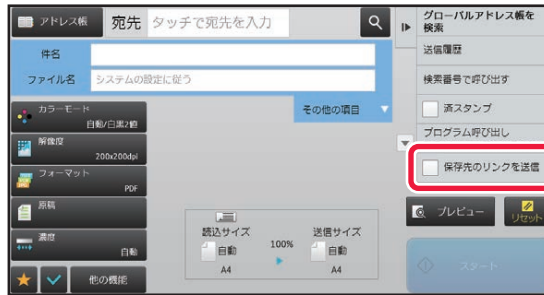 アドレス帳
宛先
タッチで宛先を入力
件名
ファイル名
システムの設定に従う
その他の項目
カラーモード
自動/白黒2値
解像度
200x200dpi
フォーマット
PDF
原稿
濃度
自動
他の機能
読込サイズ
自動
A4
100%
送信サイズ
自動
A4
グローバルアドレス帳を
検索
送信履歴
検索番号で呼び出す
済スタンプ
プログラム呼び出し
保存先のリンクを送信
プレビュー
リセット
スタート